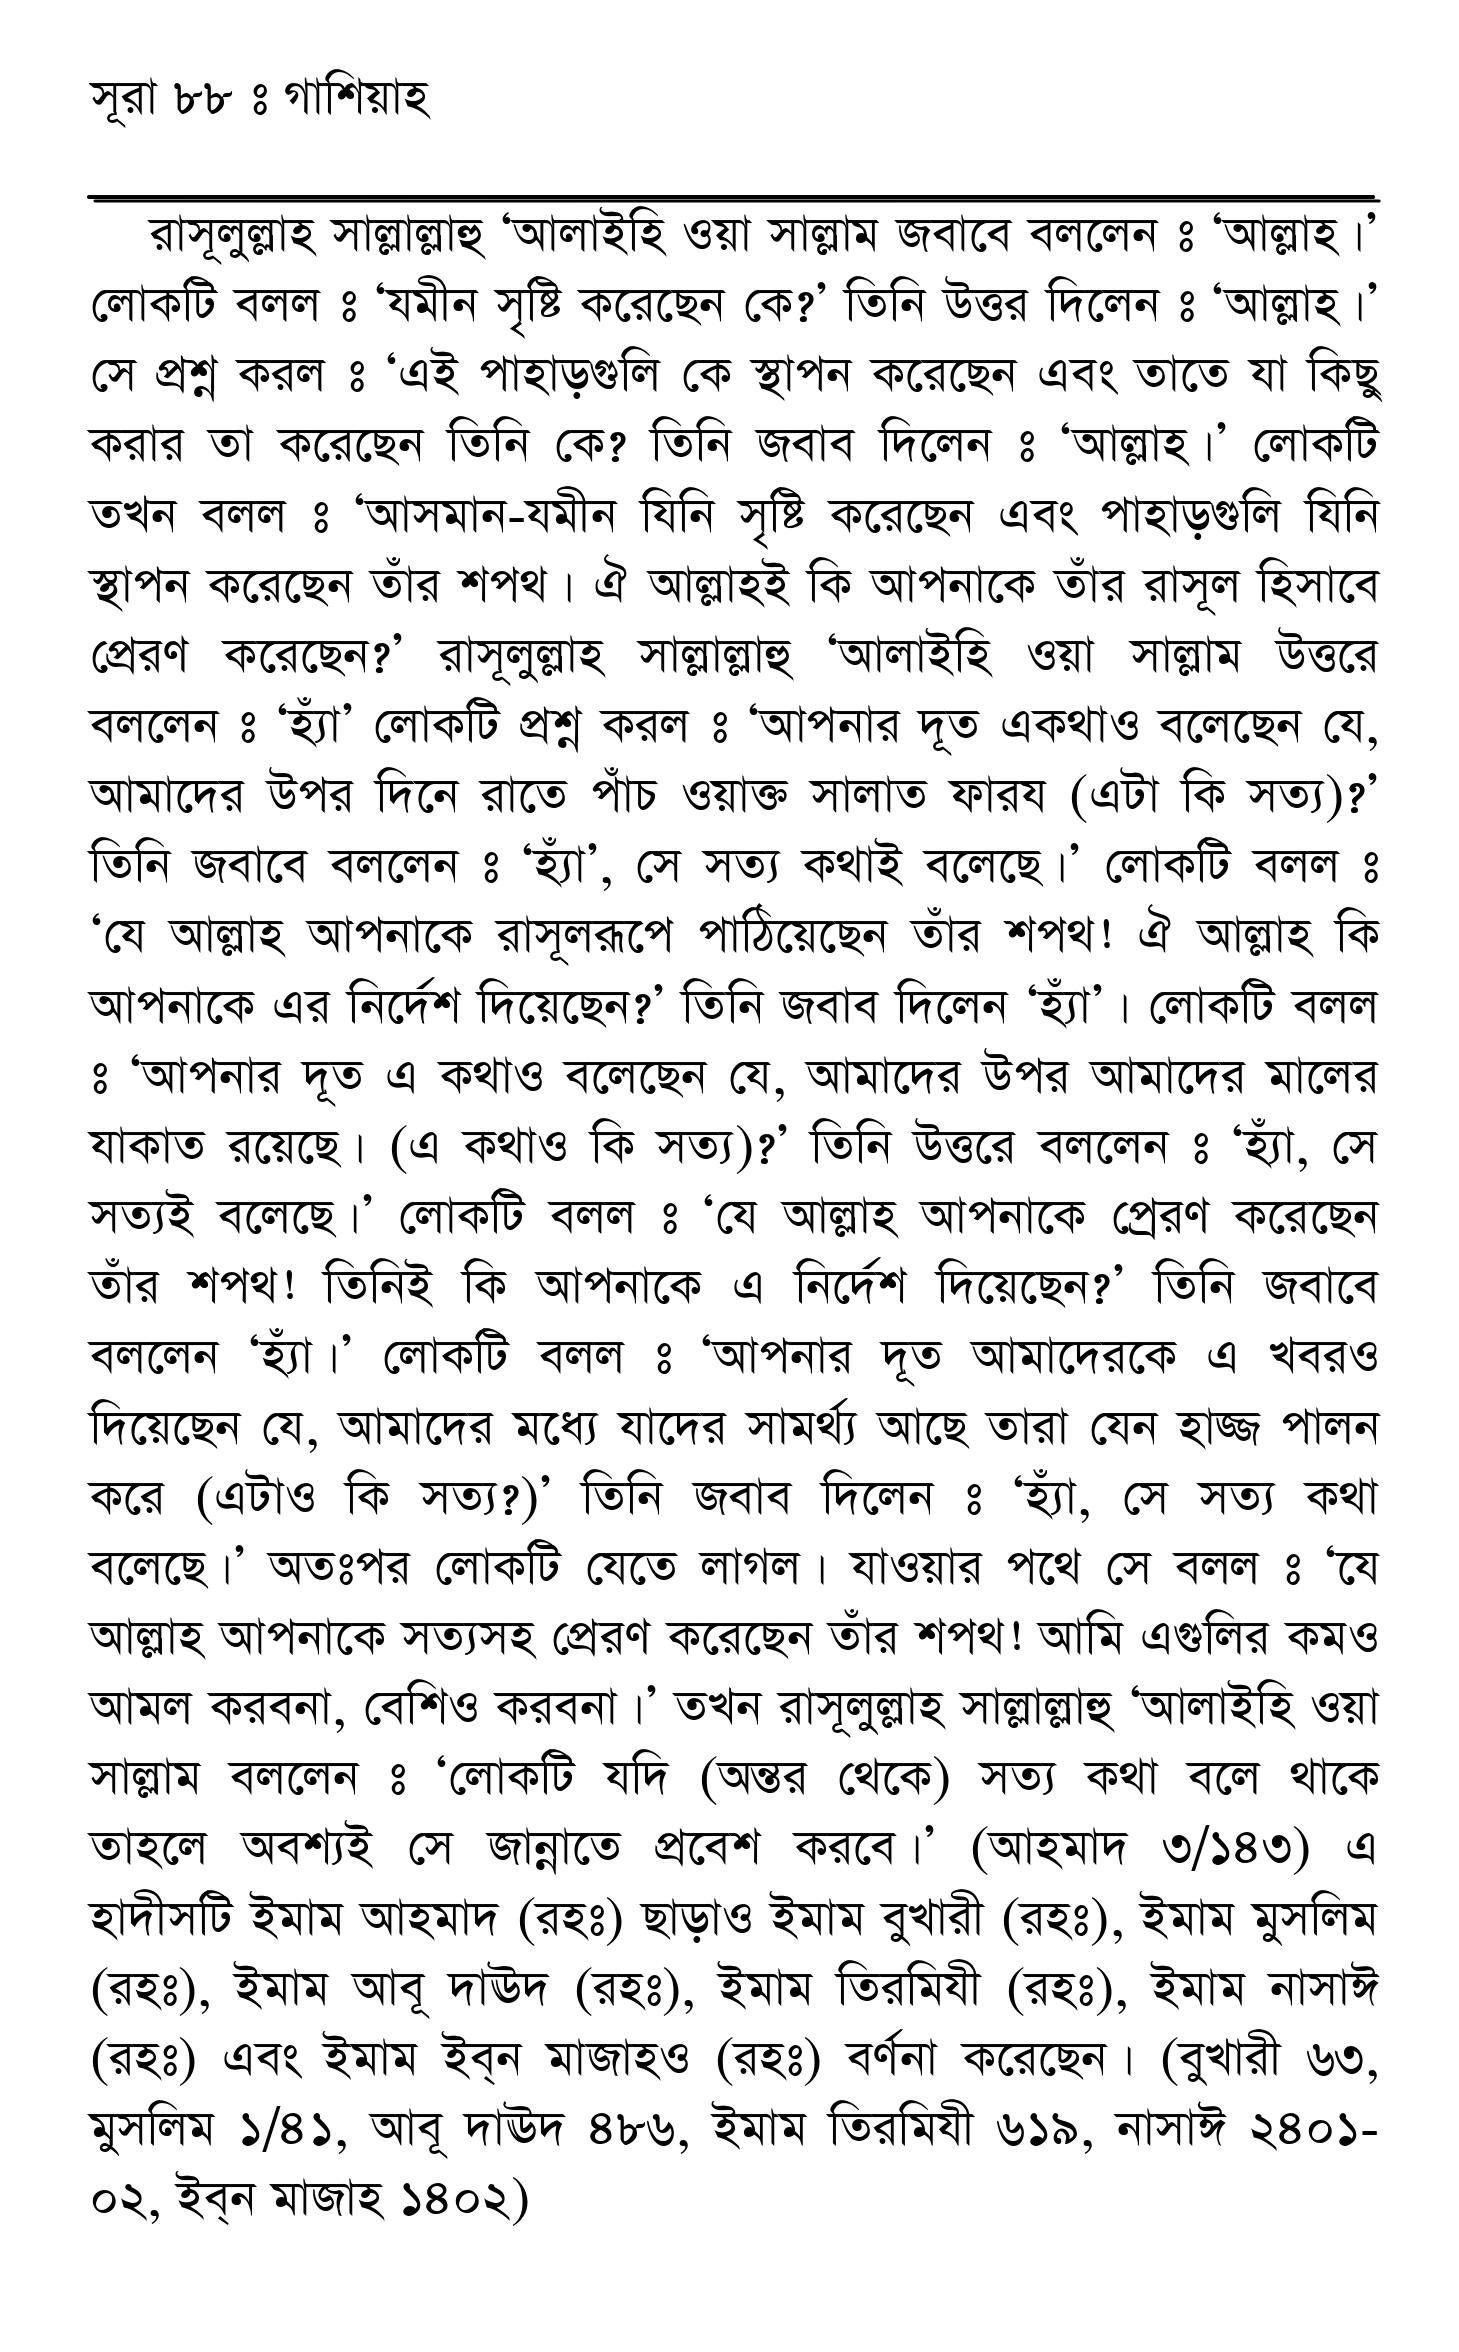 সূরা ৮৮ ঃ গাশিয়াহ
রাসূলুল্লাহ সাল্লাল্লাহু ‘আলাইহি ওয়া সাল্লাম জবাবে বললেন ঃ ‘আল্লাহ।’
লোকটি বলল ঃ ‘যমীন সৃষ্টি করেছেন কে?’ তিনি উত্তর দিলেন ঃ ‘আল্লাহ।’
সে প্রশ্ন করল ঃ ‘এই পাহাড়গুলি কে স্থাপন করেছেন এবং তাতে যা কিছু
করার তা করেছেন তিনি কে? তিনি জবাব দিলেন ঃ ‘আল্লাহ।’ লোকটি
তখন বলল ঃ ‘আসমান-যমীন যিনি সৃষ্টি করেছেন এবং পাহাড়গুলি যিনি
স্থাপন করেছেন তাঁর শপথ। ঐ আল্লাহই কি আপনাকে তাঁর রাসূল হিসাবে
প্রেরণ করেছেন?’ রাসূলুল্লাহ সাল্লাল্লাহু ‘আলাইহি ওয়া সাল্লাম উত্তরে
বললেন ঃ ‘হ্যাঁ’ লোকটি প্রশ্ন করল ঃ ‘আপনার দূত একথাও বলেছেন যে,
আমাদের উপর দিনে রাতে পাঁচ ওয়াক্ত সালাত ফারয (এটা কি সত্য)?’
তিনি জবাবে বললেন ঃ ‘হ্যাঁ’, সে সত্য কথাই বলেছে।’ লোকটি বলল ঃ
‘যে আল্লাহ আপনাকে রাসূলরূপে পাঠিয়েছেন তাঁর শপথ! ঐ আল্লাহ কি
আপনাকে এর নির্দেশ দিয়েছেন?’ তিনি জবাব দিলেন ‘হ্যাঁ’। লোকটি বলল
ঃ ‘আপনার দূত এ কথাও বলেছেন যে, আমাদের উপর আমাদের মালের
যাকাত রয়েছে। (এ কথাও কি সত্য)?’ তিনি উত্তরে বললেন ঃ ‘হ্যাঁ, সে
সত্যই বলেছে।’ লোকটি বলল ঃ ‘যে আল্লাহ আপনাকে প্রেরণ করেছেন
তাঁর শপথ! তিনিই কি আপনাকে এ নির্দেশ দিয়েছেন?’ তিনি জবাবে
বললেন ‘হ্যাঁ।’ লোকটি বলল ঃ ‘আপনার দূত আমাদেরকে এ খবরও
দিয়েছেন যে, আমাদের মধ্যে যাদের সামর্থ্য আছে তারা যেন হাজ্জ পালন
করে (এটাও কি সত্য?)’ তিনি জবাব দিলেন ঃ ‘হ্যাঁ, সে সত্য কথা
বলেছে।’ অতঃপর লোকটি যেতে লাগল। যাওয়ার পথে সে বলল ঃ ‘যে
আল্লাহ আপনাকে সত্যসহ প্রেরণ করেছেন তাঁর শপথ! আমি এগুলির কমও
আমল করবনা, বেশিও করবনা।’ তখন রাসূলুল্লাহ সাল্লাল্লাহু ‘আলাইহি ওয়া
সাল্লাম বললেন ঃ ‘লোকটি যদি (অন্তর থেকে) সত্য কথা বলে থাকে
তাহলে অবশ্যই সে জান্নাতে প্রবেশ করবে।’ (আহমাদ ৩/১৪৩) এ
হাদীসটি ইমাম আহমাদ (রহঃ) ছাড়াও ইমাম বুখারী (রহঃ), ইমাম মুসলিম
(রহঃ), ইমাম আবূ দাঊদ (রহঃ), ইমাম তিরমিযী (রহঃ), ইমাম নাসাঈ
(রহঃ) এবং ইমাম ইব্‌ন মাজাহও (রহঃ) বর্ণনা করেছেন। (বুখারী ৬৩,
মুসলিম ১/৪১, আবূ দাঊদ ৪৮৬, ইমাম তিরমিযী ৬১৯, নাসাঈ ২৪০১-
০২, ইব্‌ন মাজাহ ১৪০২)